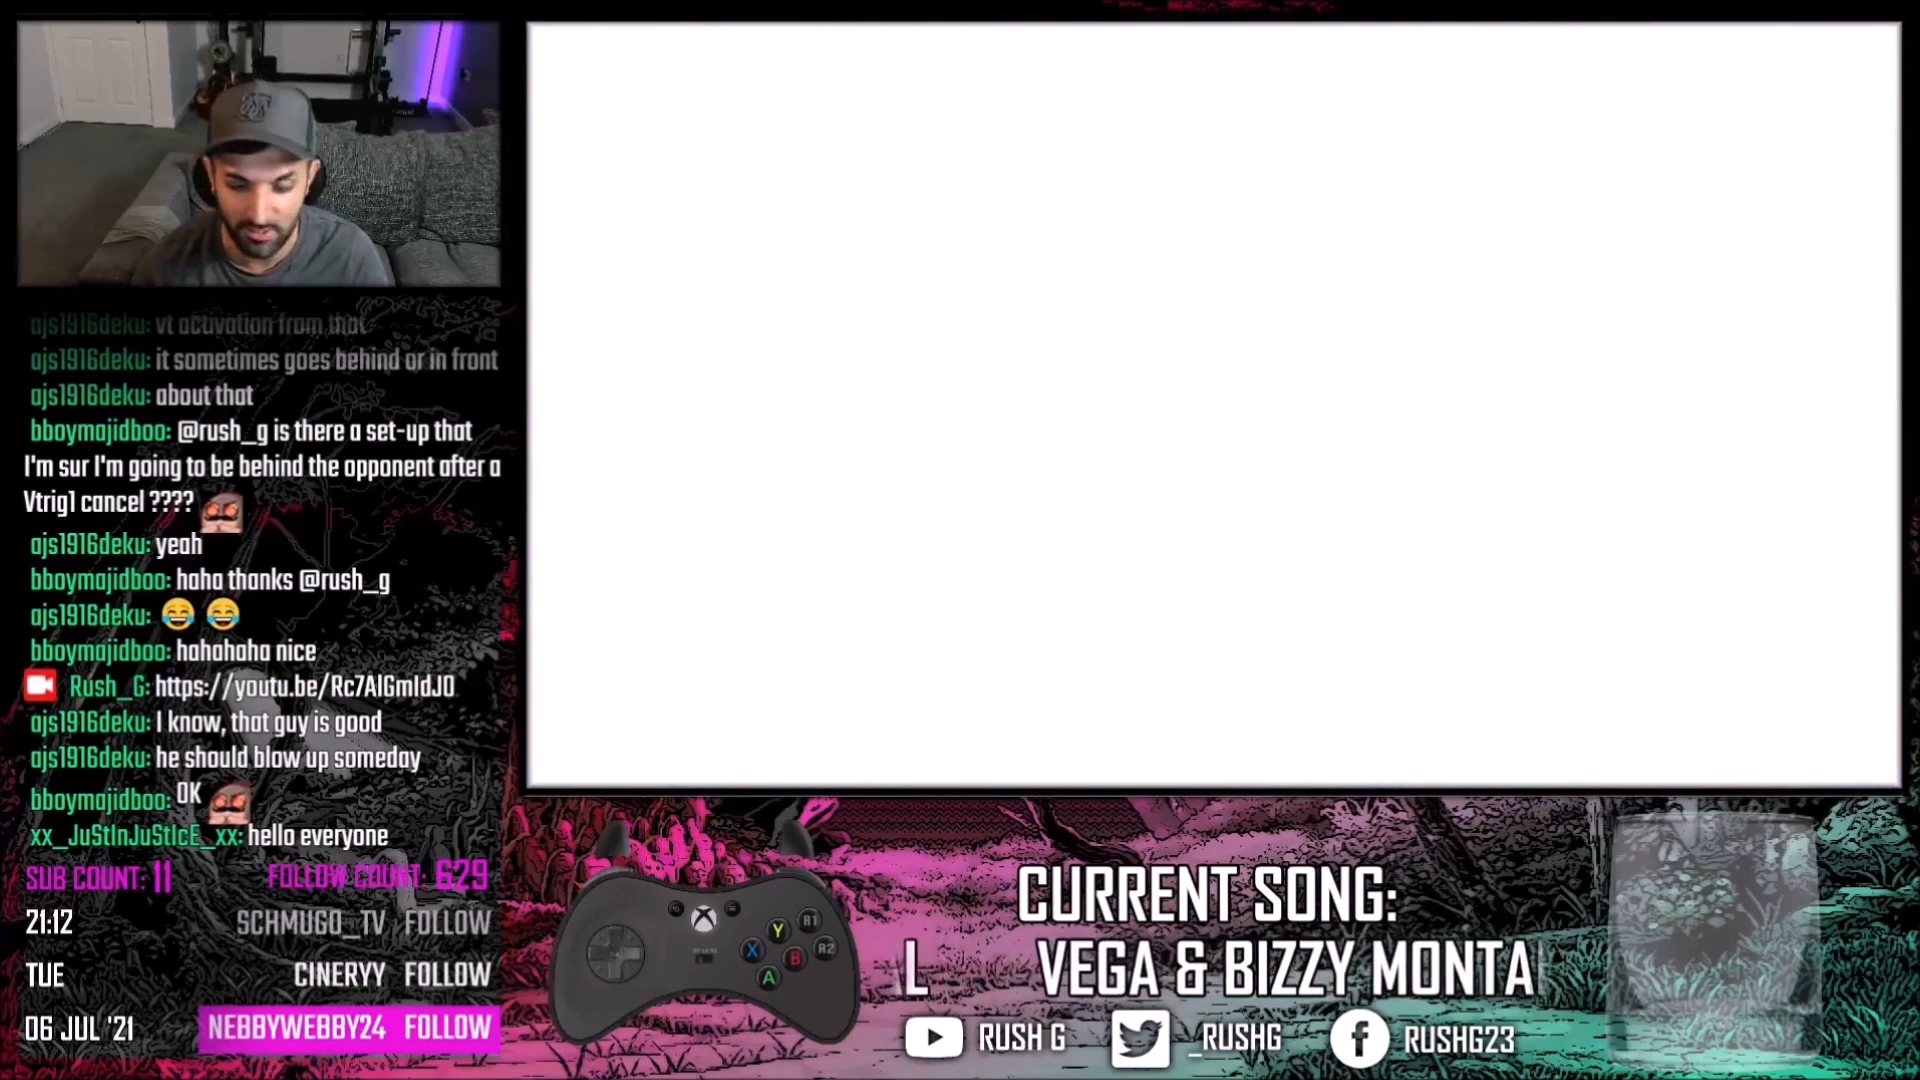 ajs1916deku: vt activation from that
ajs1916deku: it sometimes goes behind or in front
ajs1916deku: about that
bboymajidboo: @rush_g is there a set-up that
I'm sur I'm going to be behind the opponent after a
Vtrig1 cancel ????
ajs1916deku: yeah
bboymajidboo: haha thanks @rush_g
ajs1916deku: 😂 😂
bboymajidboo: hahahaha nice
Rush_G: https://youtu.be/Rc7AlGmIdJ0
ajs1916deku: I know, that guy is good
ajs1916deku: he should blow up someday
bboymajidboo: OK
xx_JuStInJuStIcE_xx: hello everyone
SUB COUNT: 11 FOLLOW COUNT: 629
21:12 SCHMUGO_TV FOLLOW
TUE CINERYY FOLLOW
06 JUL '21 NEBBYWEBBY24 FOLLOW
Y R1
X B R2
A
CURRENT SONG:
L VEGA & BIZZY MONTA
RUSH G _RUSHG RUSHG23